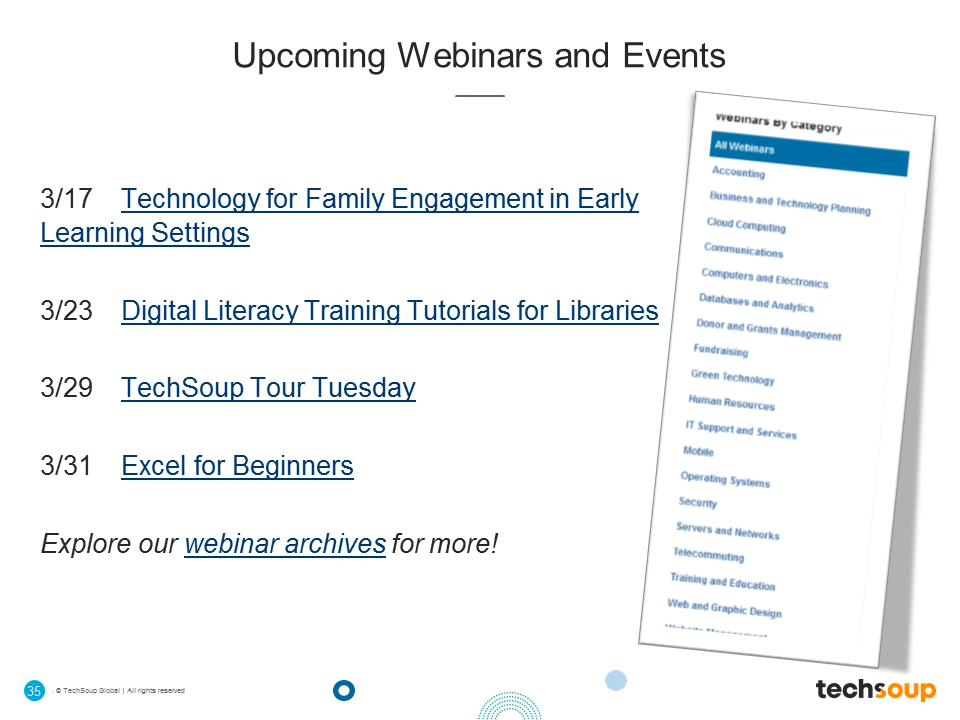 Upcoming Webinars and Events
3/17 Technology for Family Engagement in Early
Learning Settings
3/23 Digital Literacy Training Tutorials for Libraries
3/29 TechSoup Tour Tuesday
3/31 Excel for Beginners
Explore our webinar archives for more!
Webinars By Category
All Webinars
Accounting
Business and Technology Planning
Cloud Computing
Communications
Computers and Electronics
Databases and Analytics
Donor and Grants Management
Fundraising
Green Technology
Human Resources
IT Support and Services
Mobile
Operating Systems
Security
Servers and Networks
Telecommuting
Training and Education
Web and Graphic Design
Website Management
35 . © TechSoup Global | All rights reserved
techsoup